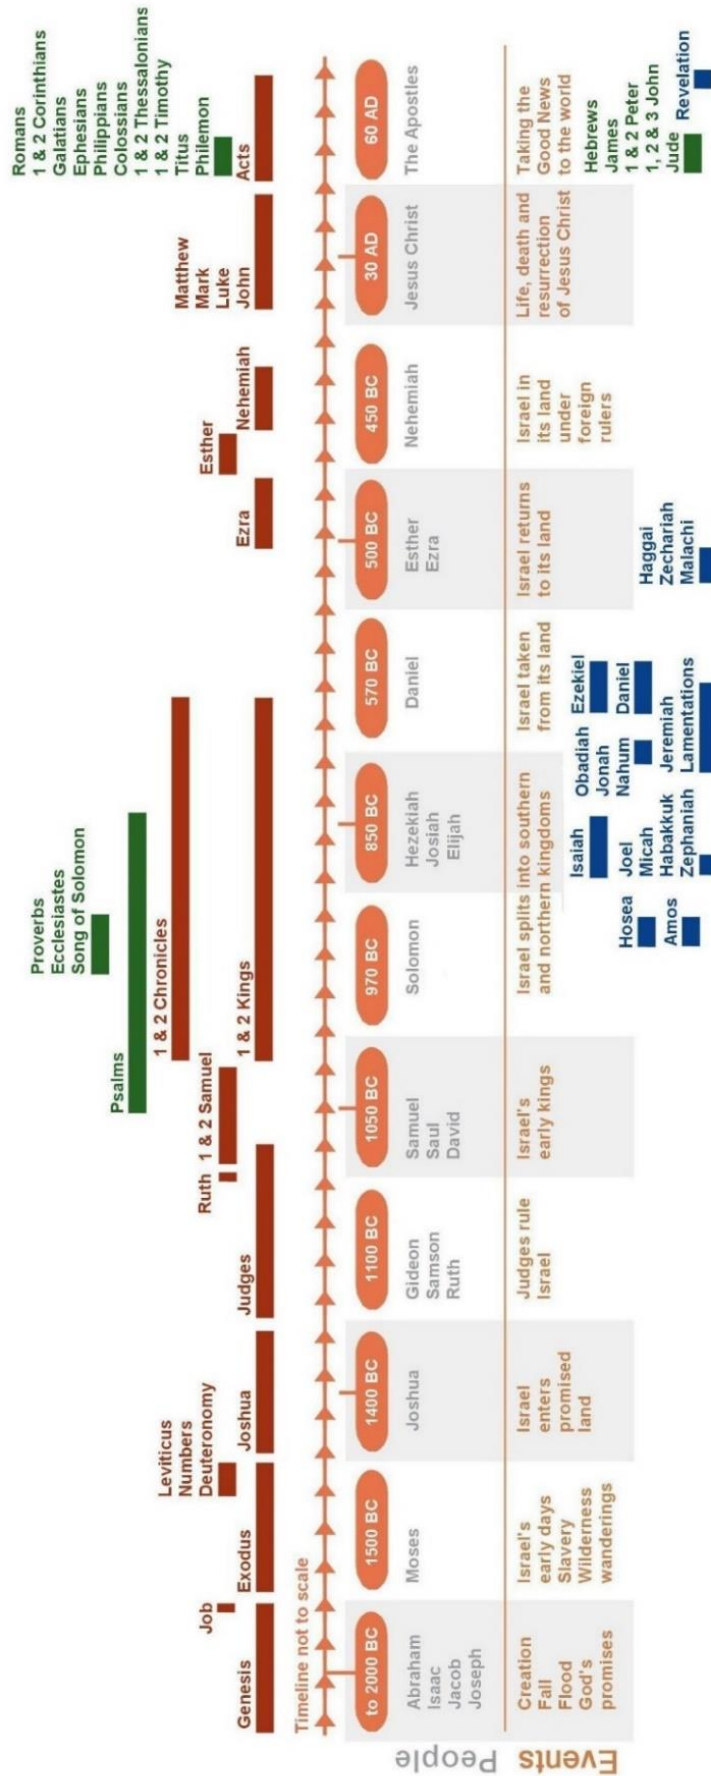 Romans
1 & 2 Corinthians
Galatians
Ephesians
Philippians
Colossians
1 & 2 Thessalonians
1 & 2 Timothy
Titus
Philemon
Acts
Matthew
Mark
Luke
John
Esther
Nehemiah
Ezra
Proverbs
Ecclesiastes
Song of Solomon
Psalms
1 & 2 Chronicles
Ruth
1 & 2 Samuel
1 & 2 Kings
Judges
Leviticus
Numbers
Deuteronomy
Joshua
Job
Exodus
Genesis
Timeline not to scale
to 2000 BC
1500 BC
1400 BC
1100 BC
1050 BC
970 BC
850 BC
570 BC
500 BC
450 BC
30 AD
60 AD
People
Abraham
Isaac
Jacob
Joseph
Moses
Joshua
Gideon
Samson
Ruth
Samuel
Saul
David
Solomon
Hezekiah
Josiah
Elijah
Daniel
Esther
Ezra
Nehemiah
Jesus Christ
The Apostles
Events
Creation
Fall
Flood
God's
promises
Israel's
early days
Slavery
Wilderness
wanderings
Israel
enters
promised
land
Judges rule
Israel
Israel's
early kings
Israel splits into southern
and northern kingdoms
Israel taken
from its land
Israel returns
to its land
Israel in
its land
under
foreign
rulers
Life, death and
resurrection
of Jesus Christ
Taking the
Good News
to the world
Hosea
Amos
Isaiah
Joel
Micah
Habakkuk
Zephaniah
Obadiah
Jonah
Nahum
Jeremiah
Lamentations
Ezekiel
Daniel
Haggai
Zechariah
Malachi
Hebrews
James
1 & 2 Peter
1, 2 & 3 John
Jude
Revelation